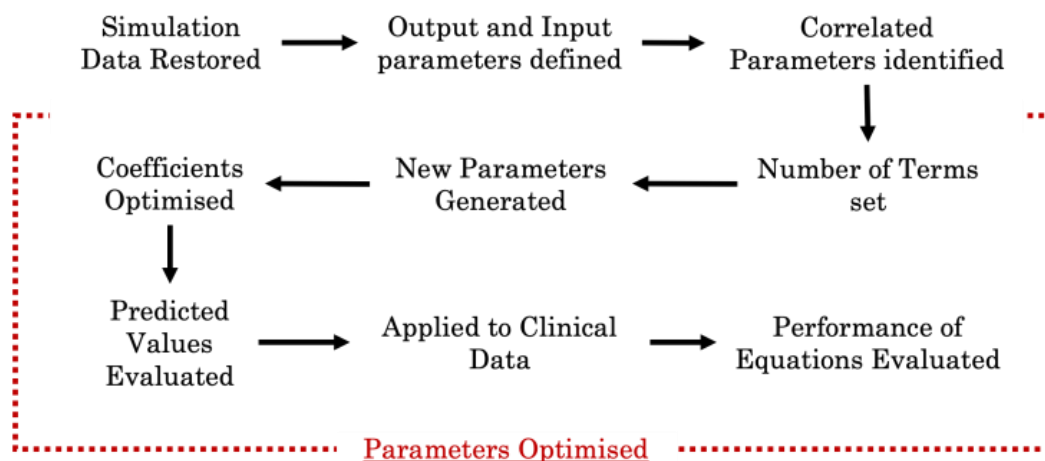 Simulation
Data Restored
Output and Input
parameters defined
Correlated
Parameters identified
Number of Terms
set
New Parameters
Generated
Coefficients
Optimised
Predicted
Values
Evaluated
Applied to Clinical
Data
Performance of
Equations Evaluated
Parameters Optimised